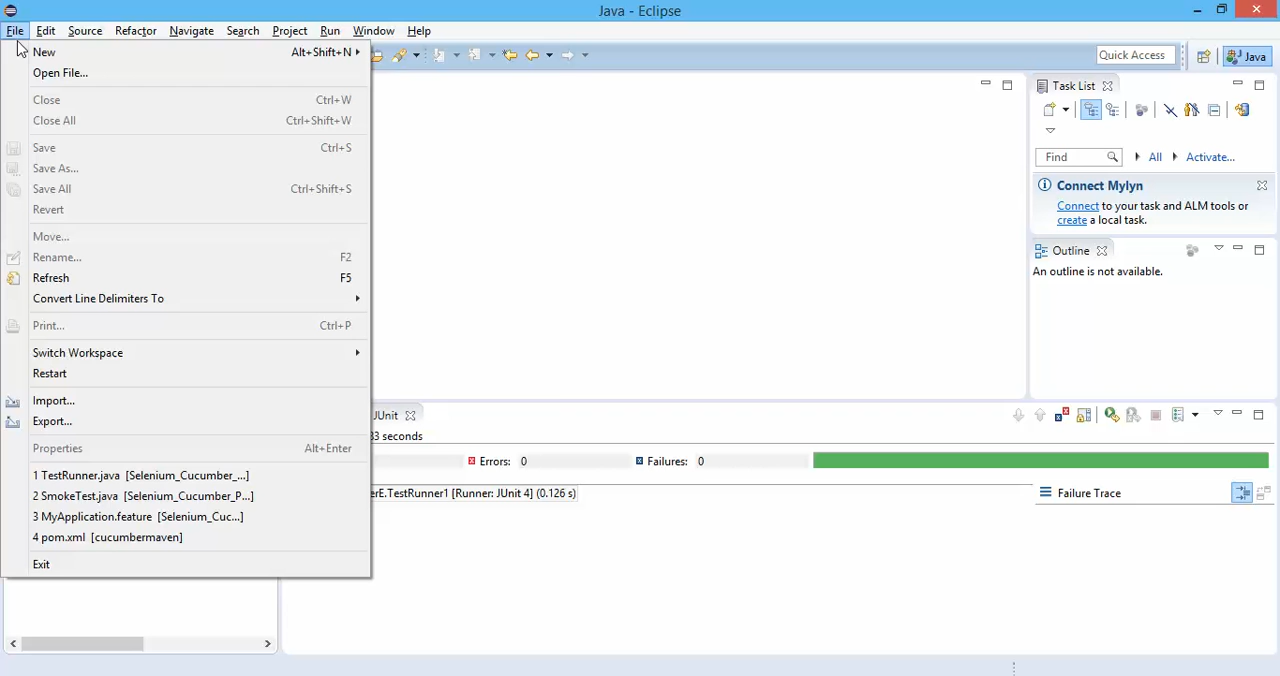 Java - Eclipse
File Edit Source Refactor Navigate Search Project Run Window Help
New Alt+Shift+N
Open File...
Close Ctrl+W
Close All Ctrl+Shift+W
Save Ctrl+S
Save As...
Save All Ctrl+Shift+S
Revert
Move...
Rename... F2
Refresh F5
Convert Line Delimiters To
Print... Ctrl+P
Switch Workspace
Restart
Import...
Export...
Properties Alt+Enter
1 TestRunner.java [Selenium_Cucumber_...]
2 SmokeTest.java [Selenium_Cucumber_P...]
3 MyApplication.feature [Selenium_Cuc...]
4 pom.xml [cucumbermaven]
Exit
Quick Access Java
Task List
Find All Activate...
Connect Mylyn
Connect to your task and ALM tools or
create a local task.
Outline
An outline is not available.
JUnit
33 seconds
Errors: 0 Failures: 0
erE.TestRunner1 [Runner: JUnit 4] (0.126 s)
Failure Trace